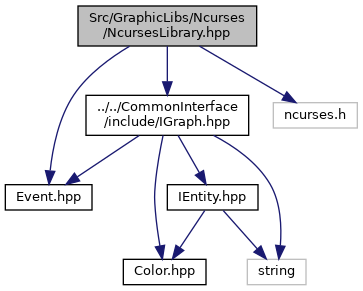 Src/GraphicLibs/Ncurses
/NcursesLibrary.hpp
../../CommonInterface
/include/IGraph.hpp
ncurses.h
Event.hpp
IEntity.hpp
Color.hpp
string